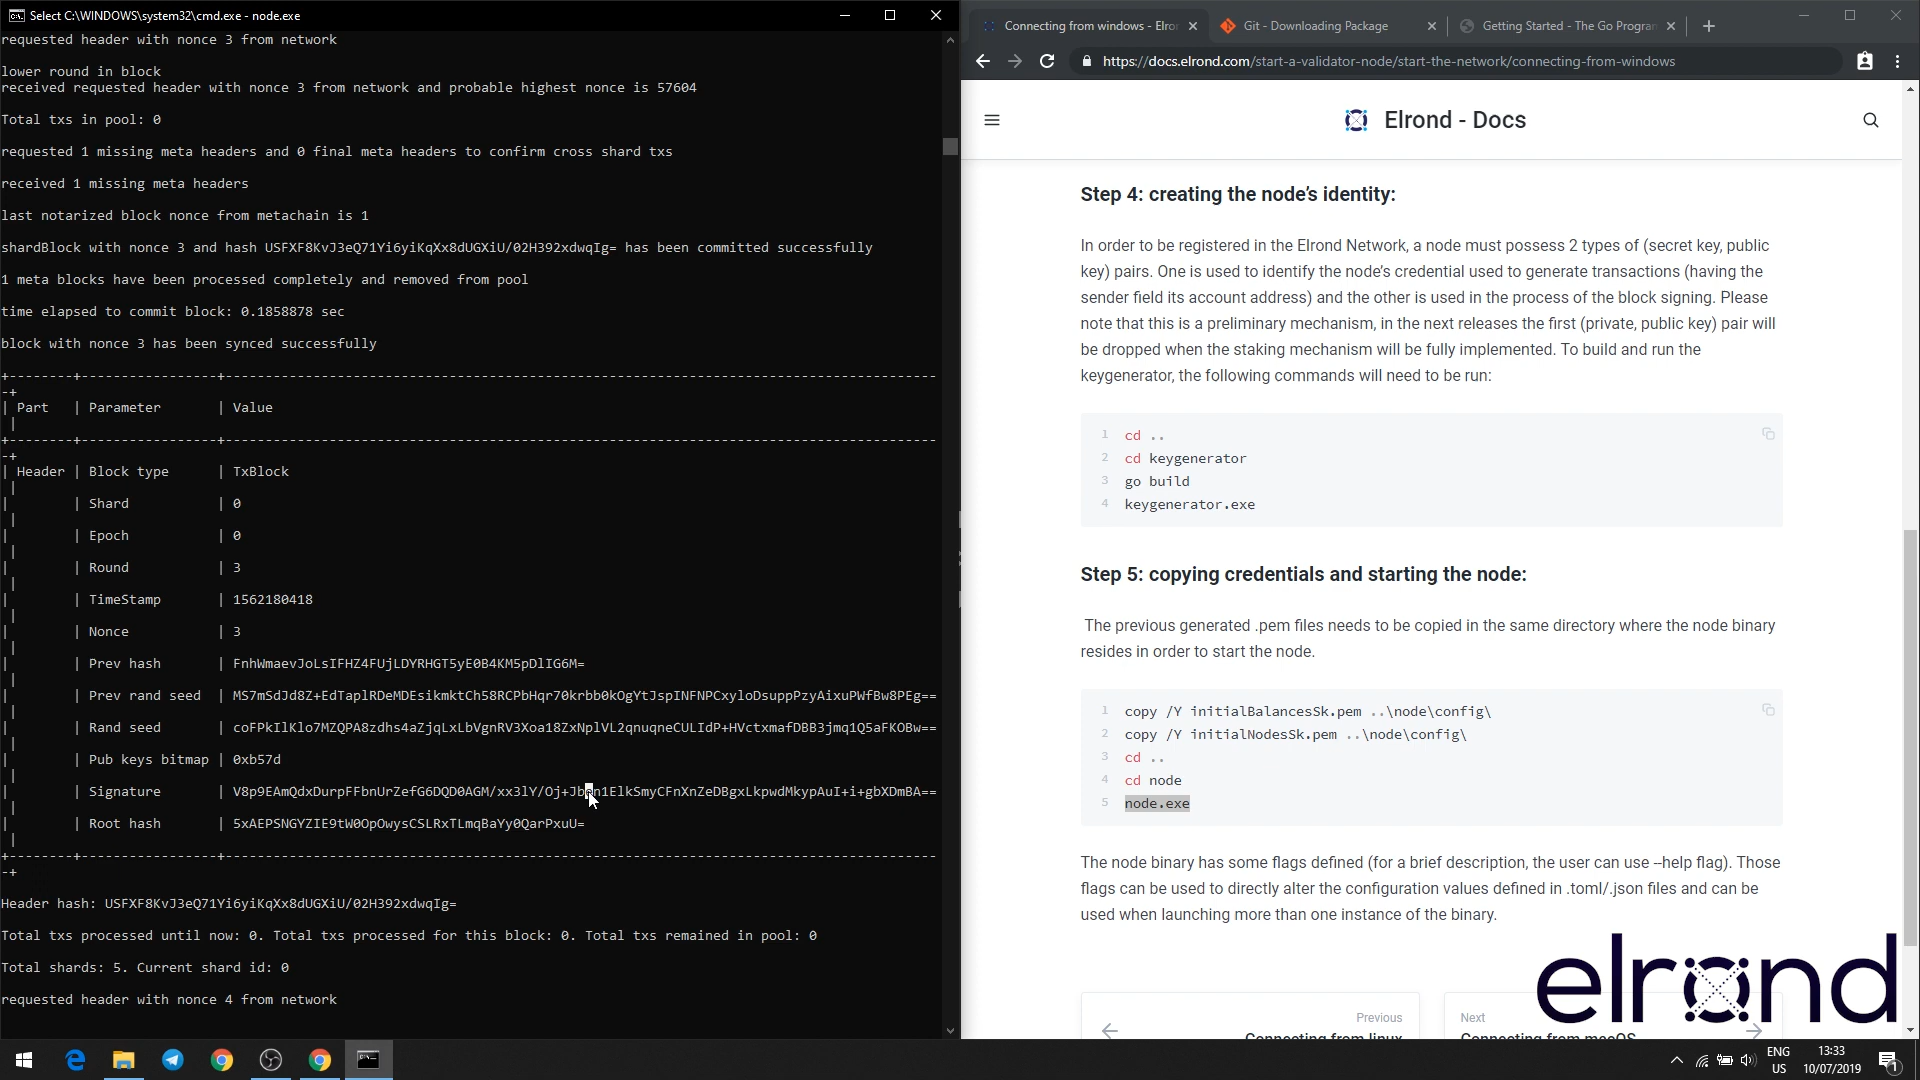 Select C:\WINDOWS\system32\cmd.exe - node.exe
requested header with nonce 3 from network
lower round in block
received requested header with nonce 3 from network and probable highest nonce is 57604
Total txs in pool: 0
requested 1 missing meta headers and 0 final meta headers to confirm cross shard txs
received 1 missing meta headers
last notarized block nonce from metachain is 1
shardBlock with nonce 3 and hash USFXF8KvJ3eQ71Yi6yiKqXx8dUGXiU/02H392xdwqIg= has been committed successfully
1 meta blocks have been processed completely and removed from pool
time elapsed to commit block: 0.1858878 sec
block with nonce 3 has been synced successfully
| Part | Parameter | Value
| Header | Block type | TxBlock
| Shard | 0
| Epoch | 0
| Round | 3
| TimeStamp | 1562180418
| Nonce | 3
| Prev hash | FnhWmaevJoLsIFHZ4FUjLDYRHGT5yE0B4KM5pDlIG6M=
| Prev rand seed | MS7mSdJd8Z+EdTaplRDeMDEsikmktCh58RCPbHqr70krbb0kOgYtJspINFNPCxyloDsuppPzyAixuPWfBw8PEg==
| Rand seed | coFPkIlKlo7MZQPA8zdhs4aZjqLxLbVgnRV3Xoa18ZxNplVL2qnuqneCULIdP+HVctxmafDBB3jmq1Q5aFKOBw==
| Pub keys bitmap | 0xb57d
| Signature |
| Root hash | 5xAEPSNGYZIE9tW0OpOwysCSLRxTLmqBaYy0QarPxuU=
Header hash: USFXF8KvJ3eQ71Yi6yiKqXx8dUGXiU/02H392xdwqIg=
Total txs processed until now: 0. Total txs processed for this block: 0. Total txs remained in pool: 0
Total shards: 5. Current shard id: 0
requested header with nonce 4 from network
Connecting from windows - Elro
Git - Downloading Package
Getting Started - The Go Progra
https://docs.elrond.com/start-a-validator-node/start-the-network/connecting-from-windows
Elrond - Docs
Step 4: creating the node's identity:
In order to be registered in the Elrond Network, a node must possess 2 types of (secret key, public
key) pairs. One is used to identify the node's credential used to generate transactions (having the
sender field its account address) and the other is used in the process of the block signing. Please
note that this is a preliminary mechanism, in the next releases the first (private, public key) pair will
be dropped when the staking mechanism will be fully implemented. To build and run the
keygenerator, the following commands will need to be run:
1 cd ..
2 cd keygenerator
3 go build
4 keygenerator.exe
Step 5: copying credentials and starting the node:
The previous generated .pem files needs to be copied in the same directory where the node binary
resides in order to start the node.
1 copy /Y initialBalancesSk.pem ..\node\config\
2 copy /Y initialNodesSk.pem ..\node\config\
3 cd ..
4 cd node
5 node.exe
The node binary has some flags defined (for a brief description, the user can use --help flag). Those
flags can be used to directly alter the configuration values defined in .toml/.json files and can be
used when launching more than one instance of the binary.
elrond
Previous
Connecting from linux
Next
Connecting from macOS
ENG
US
13:33
10/07/2019
1